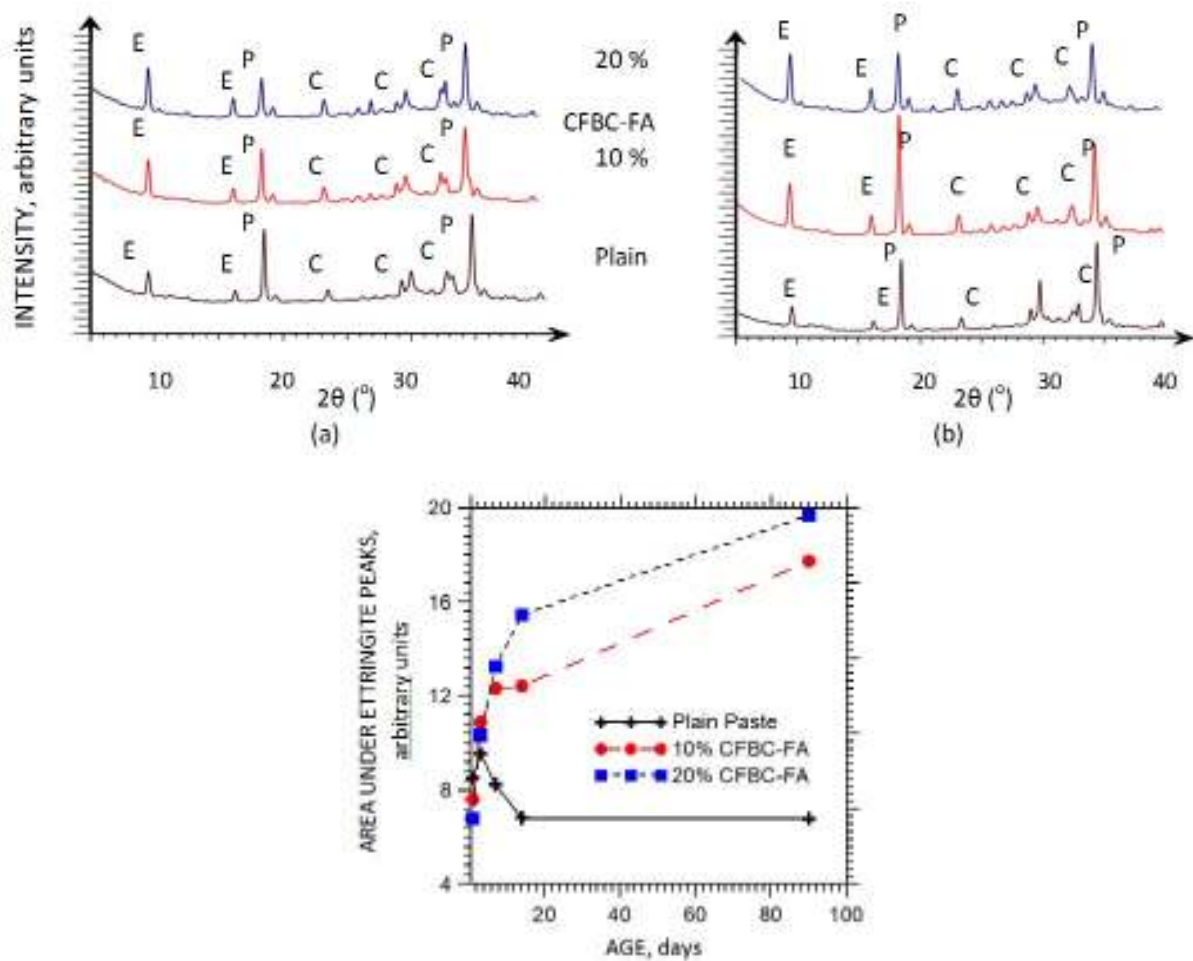 INTENSITY, arbitrary units
E
E
P
C
C
C
P
20 %
CFBC-FA
E
E
P
C
C
C
P
10 %
E
E
P
C
C
C
P
Plain
10 20 30 40
2θ (°)
(a)
E
E
P
C
C
C
P
E
E
P
C
C
C
P
E
E
P
C
C
P
10 20 30 40
2θ (°)
(b)
AREA UNDER ETTRINGITE PEAKS,
arbitrary units
20
16
12
8
4
Plain Paste
10% CFBC-FA
20% CFBC-FA
20 40 60 80 100
AGE, days